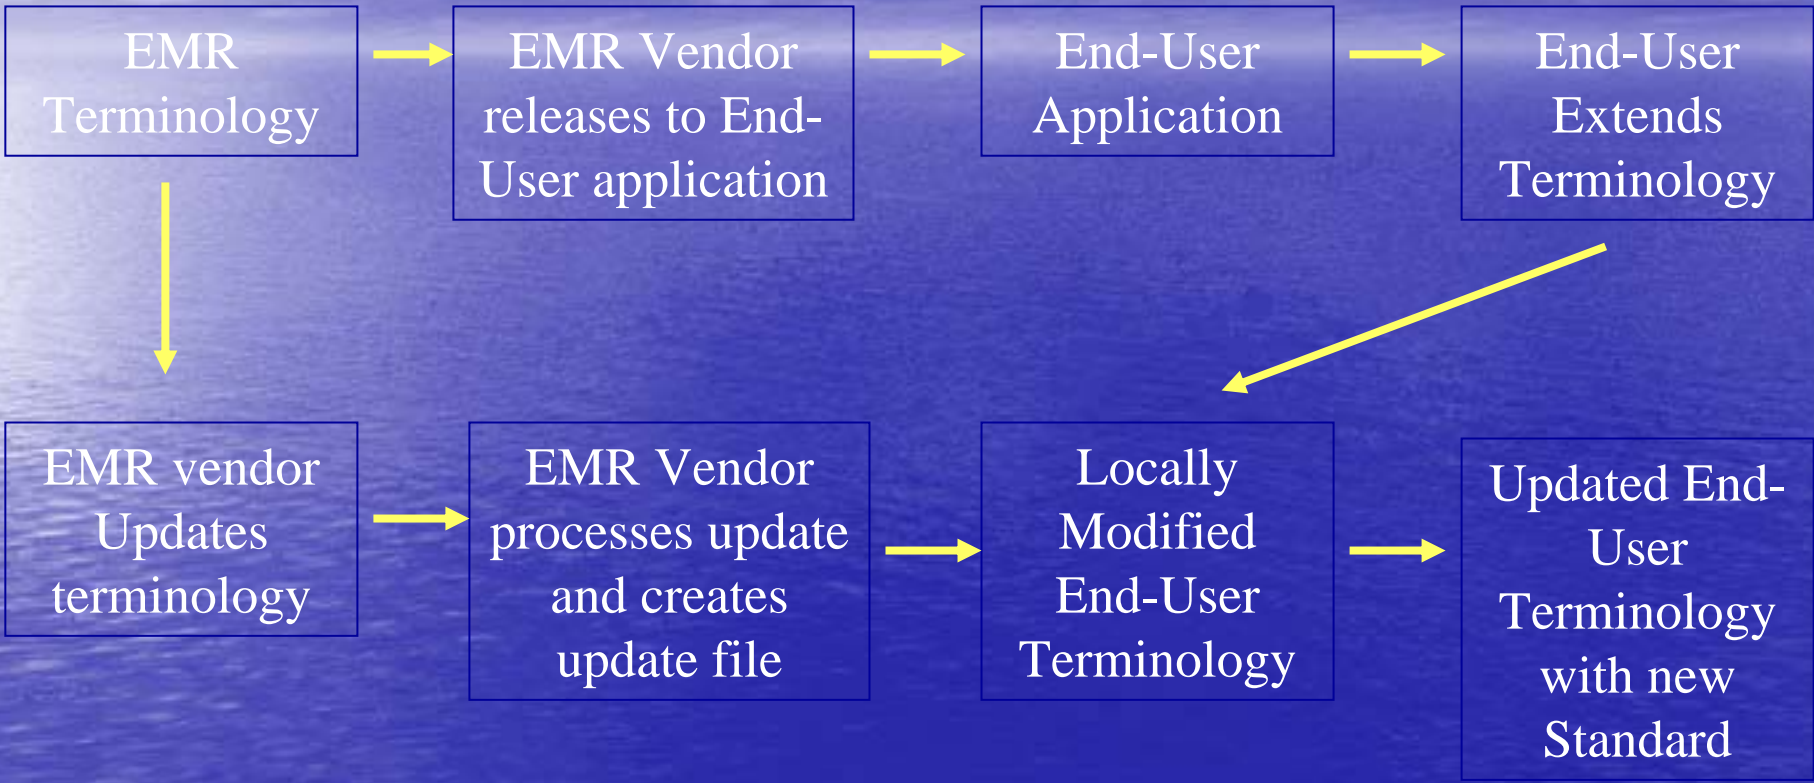 EMR
Terminology
EMR Vendor
releases to End-
User application
End-User
Application
End-User
Extends
Terminology
EMR vendor
Updates
terminology
EMR Vendor
processes update
and creates
update file
Locally
Modified
End-User
Terminology
Updated End-
User
Terminology
with new
Standard